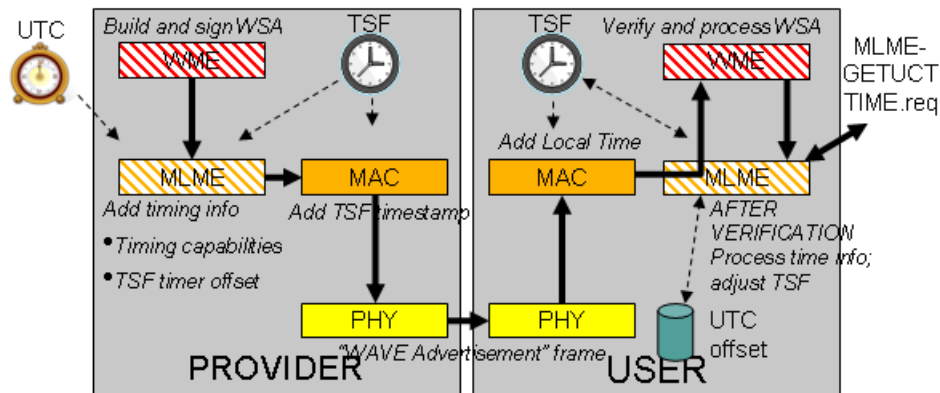 UTC
Build and sign WSA
TSF
WME
MLME
MAC
Add timing info
Add TSF timestamp
• Timing capabilities
• TSF timer offset
PHY
"WAVE Advertisement" frame
PROVIDER
TSF
Verify and process WSA
WME
MLME-
GETUCT
TIME.req
Add Local Time
MAC
MLME
AFTER
VERIFICATION
Process time info;
adjust TSF
PHY
UTC
offset
USER